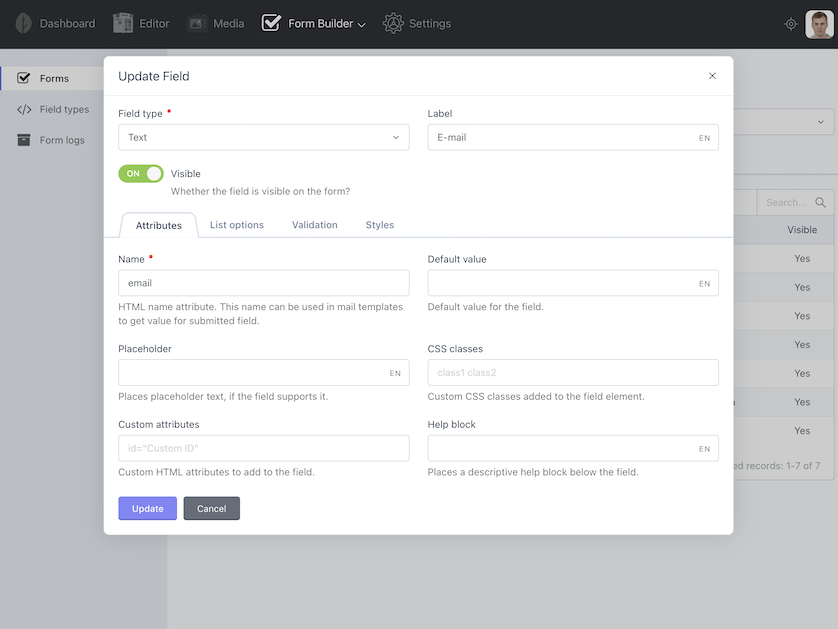 Dashboard Editor Media Form Builder Settings
Forms
Field types
Form logs
Update Field
Field type * Label
Text E-mail EN
ON Visible
Whether the field is visible on the form?
Attributes List options Validation Styles
Name * Default value
email EN
HTML name attribute. This name can be used in mail templates
to get value for submitted field.
Default value for the field.
Placeholder CSS classes
EN class1 class2
Places placeholder text, if the field supports it. Custom CSS classes added to the field element.
Custom attributes Help block
id="Custom ID" EN
Custom HTML attributes to add to the field. Places a descriptive help block below the field.
Update Cancel
Search...
Visible
Yes
Yes
Yes
Yes
Yes
Yes
Yes
records: 1-7 of 7